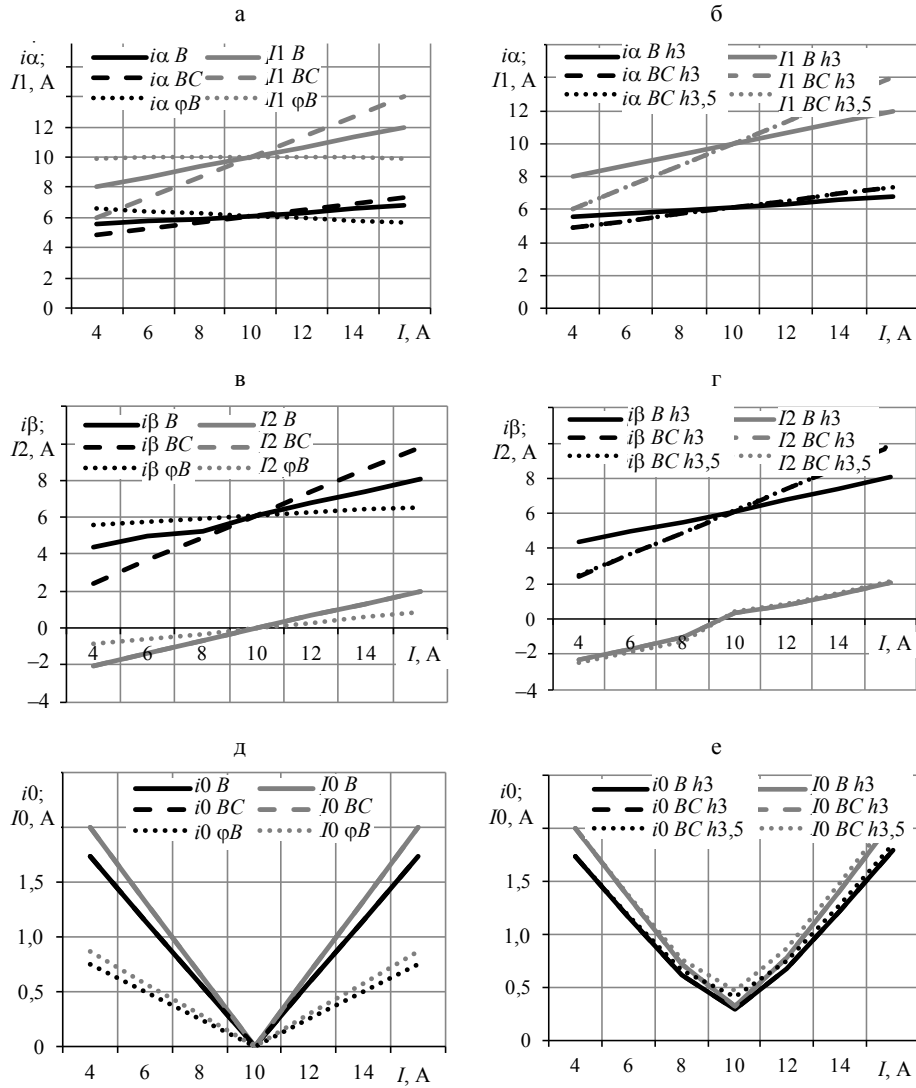 а
iα;
I1, А
iα B
I1 B
iα BC
I1 BC
iα φB
I1 φB
12
10
8
6
4
2
0
4 6 8 10 12 14 I, А
б
iα;
I1, А
iα B h3
I1 B h3
iα BC h3
I1 BC h3
iα BC h3,5
I1 BC h3,5
12
10
8
6
4
2
0
4 6 8 10 12 14 I, А
в
iβ;
I2, А
iβ B
I2 B
iβ BC
I2 BC
iβ φB
I2 φB
8
6
4
2
0
–2
–4
4 6 8 10 12 14 I, А
г
iβ;
I2, А
iβ B h3
I2 B h3
iβ BC h3
I2 BC h3
iβ BC h3,5
I2 BC h3,5
8
6
4
2
0
–2
–4
4 6 8 10 12 14 I, А
д
i0;
I0, А
i0 B
I0 B
i0 BC
I0 BC
i0 φB
I0 φB
1,5
1,0
0,5
0
4 6 8 10 12 14 I, А
е
i0;
I0, А
i0 B h3
I0 B h3
i0 BC h3
I0 BC h3
i0 BC h3,5
I0 BC h3,5
1,5
1,0
0,5
0
4 6 8 10 12 14 I, А